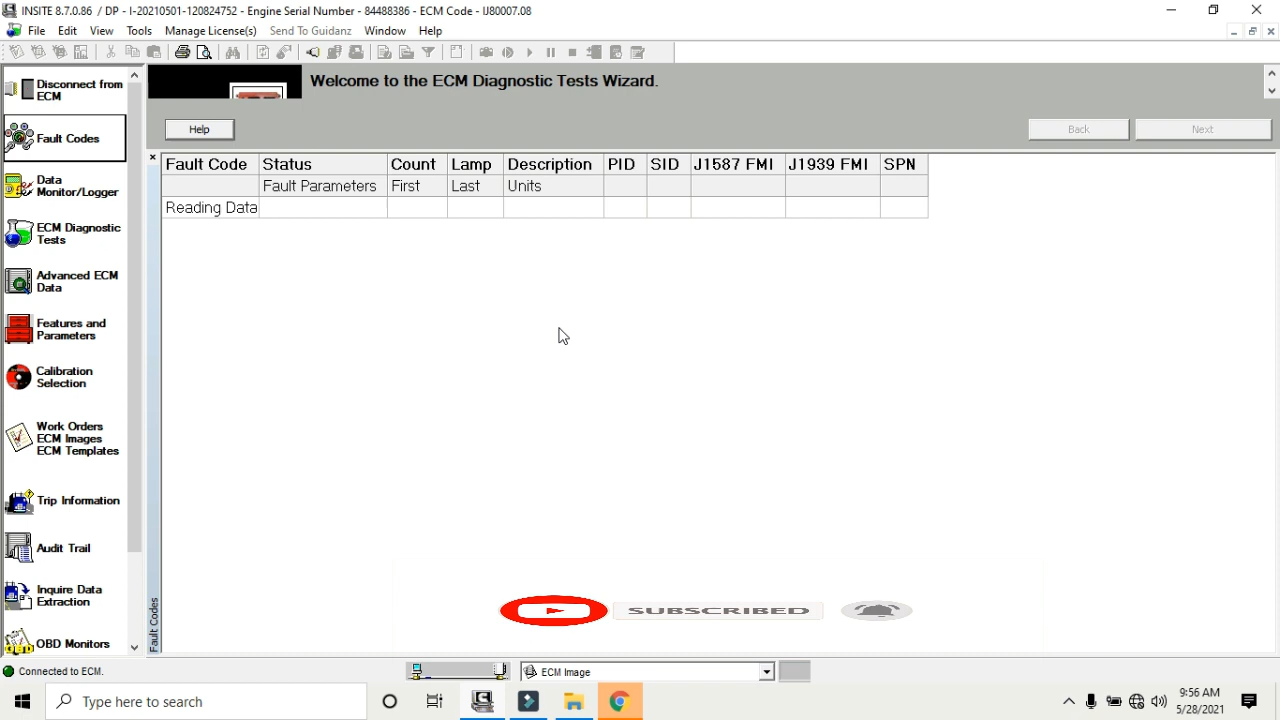 INSITE 8.7.0.86 / DP - I-20210501-120824752 - Engine Serial Number - 84488386 - ECM Code - IJ80007.08
File Edit View Tools Manage License(s) Send To Guidanz Window Help
Disconnect from
ECM
Fault Codes
Data
Monitor/Logger
ECM Diagnostic
Tests
Advanced ECM
Data
Features and
Parameters
Calibration
Selection
Work Orders
ECM Images
ECM Templates
Trip Information
Audit Trail
Inquire Data
Extraction
OBD Monitors
Welcome to the ECM Diagnostic Tests Wizard.
Help Back Next
Fault Code Status Count Lamp Description PID SID J1587 FMI J1939 FMI SPN
Fault Parameters First Last Units
Reading Data
Fault Codes
SUBSCRIBED
Connected to ECM.
ECM Image
Type here to search
9:56 AM
5/28/2021